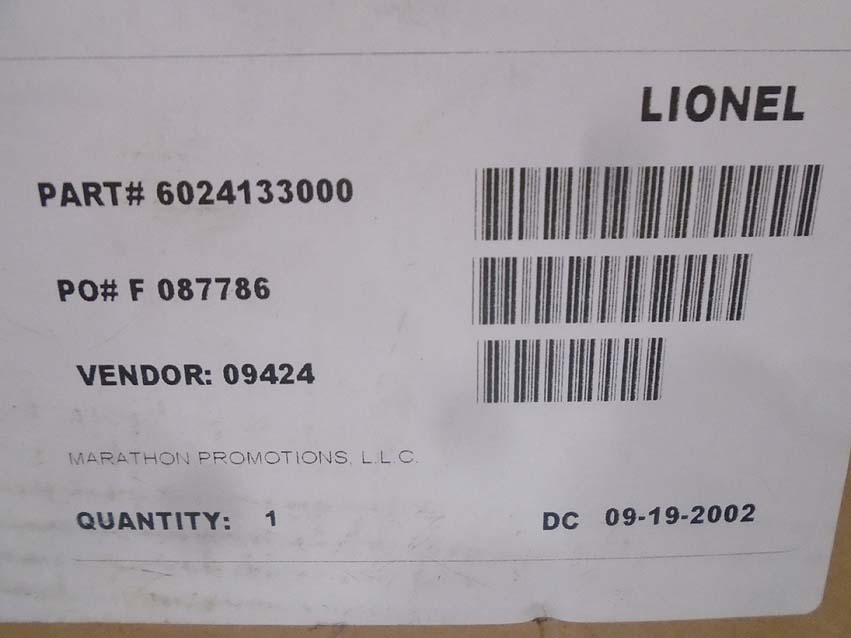 LIONEL
PART# 6024133000
PO# F 087786
VENDOR: 09424
MARATHON PROMOTIONS, L.L.C.
QUANTITY: 1 DC 09-19-2002